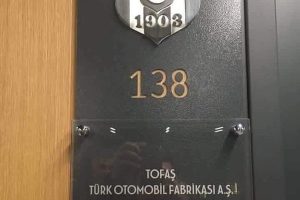 1903
138
TOFAŞ
TÜRK OTOMOBİL FABRİKASI A.Ş.